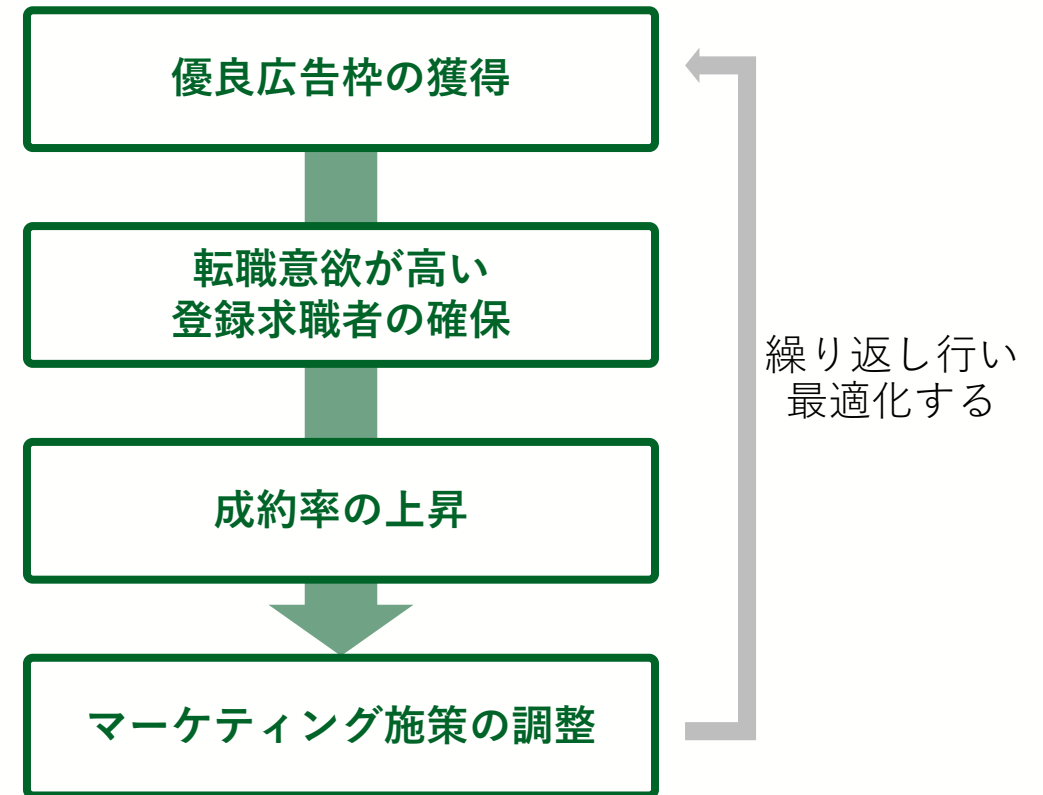 優良広告枠の獲得
転職意欲が高い
登録求職者の確保
繰り返し行い
最適化する
成約率の上昇
マーケティング施策の調整